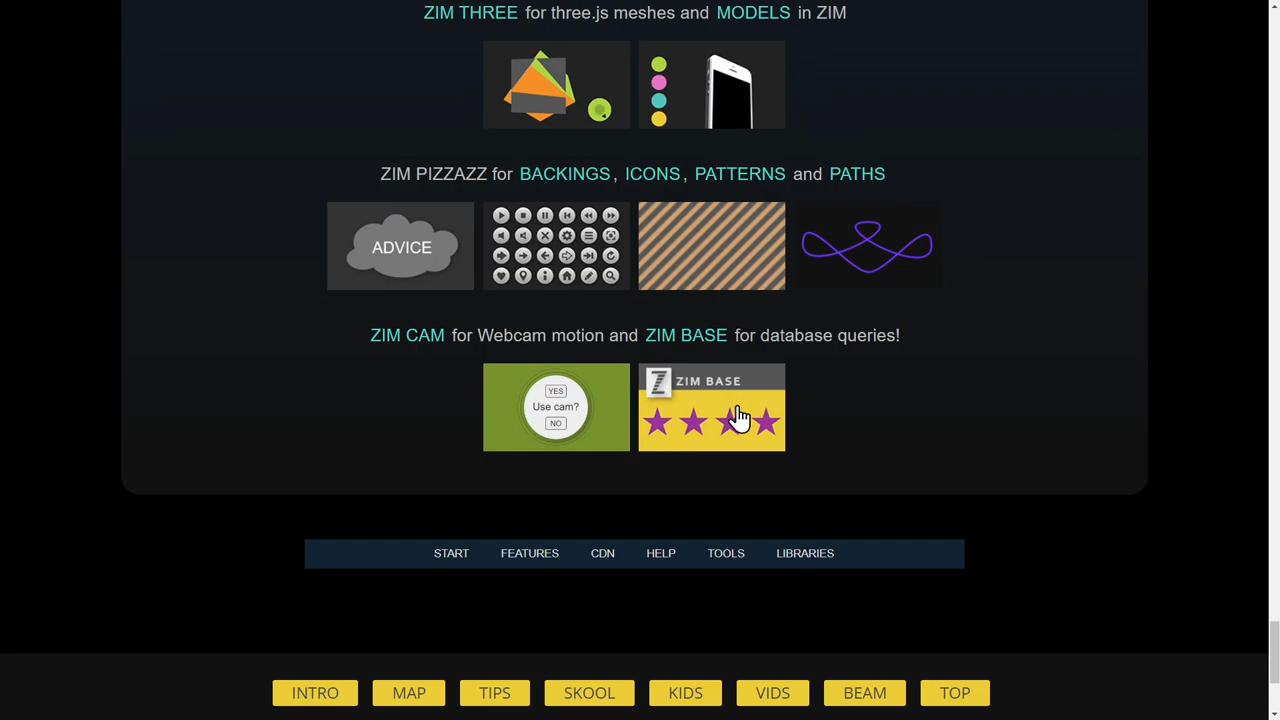 ZIM THREE for three.js meshes and MODELS in ZIM
ZIM PIZZAZZ for BACKINGS, ICONS, PATTERNS and PATHS
ADVICE
ZIM CAM for Webcam motion and ZIM BASE for database queries!
YES
Use cam?
NO
Z ZIM BASE
START FEATURES CDN HELP TOOLS LIBRARIES
INTRO MAP TIPS SKOOL KIDS VIDS BEAM TOP